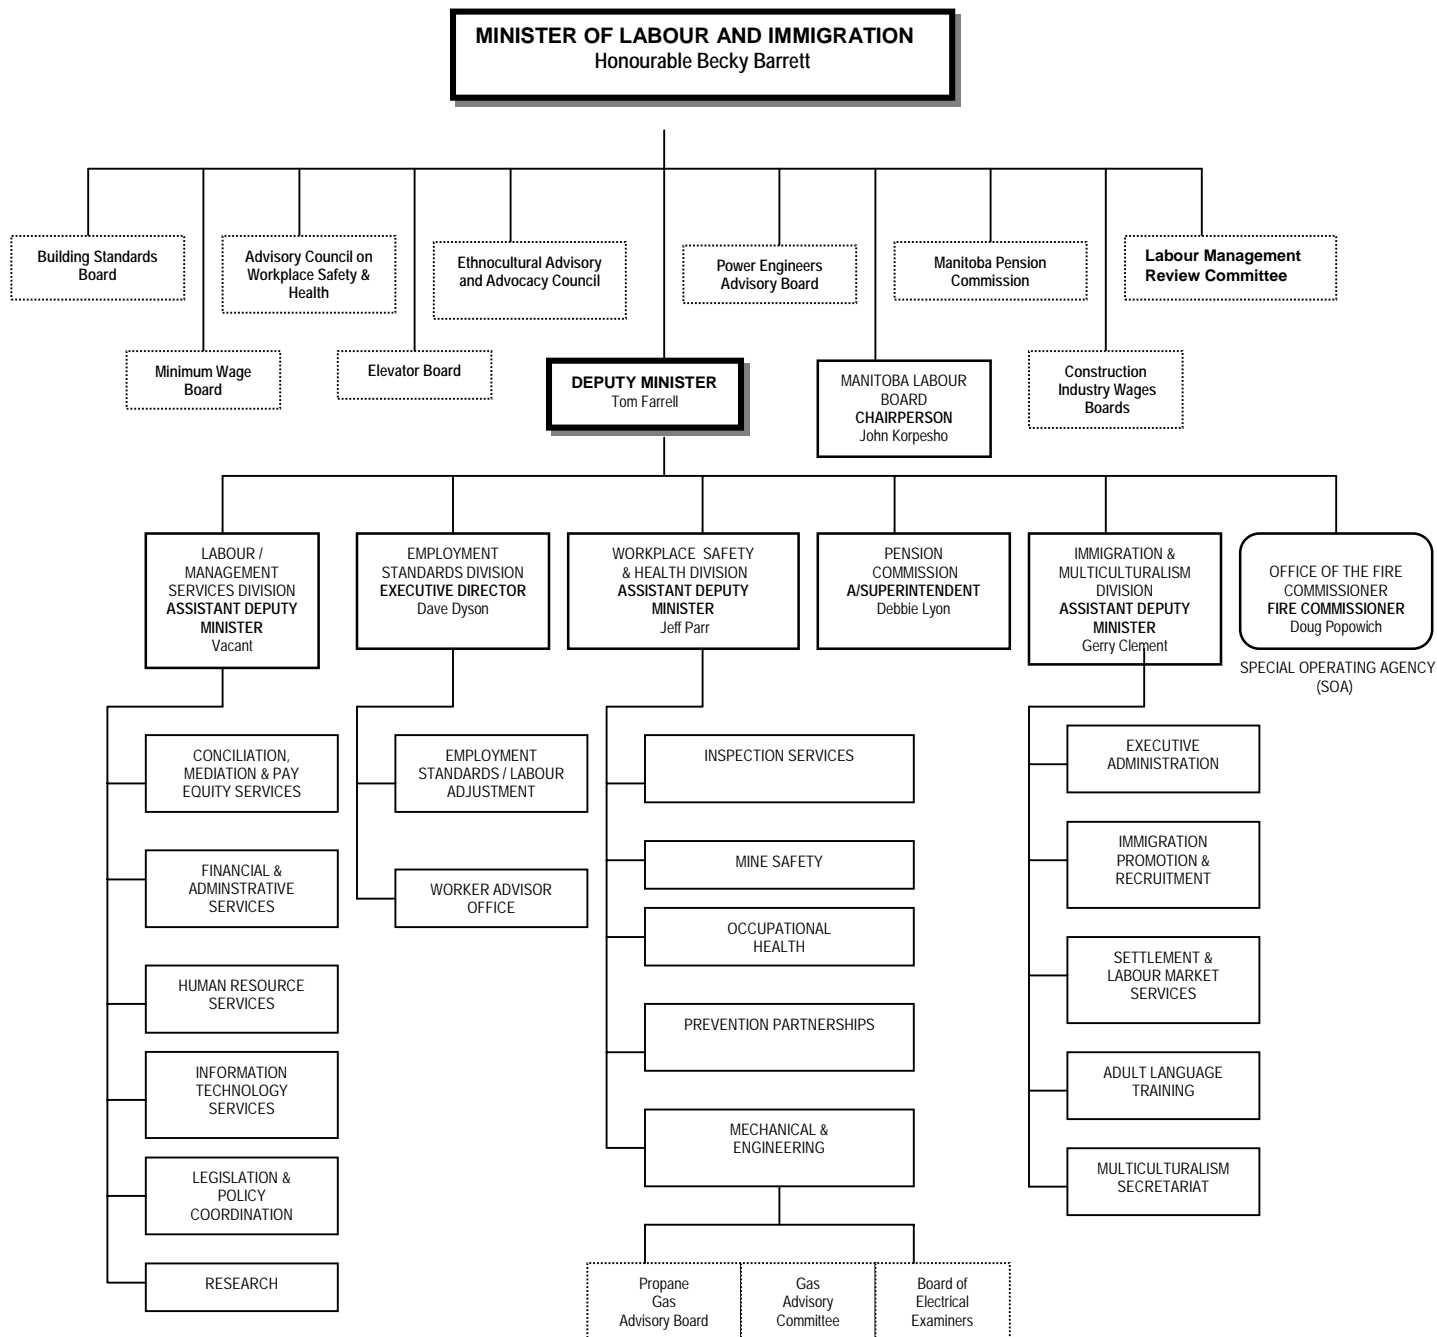 MINISTER OF LABOUR AND IMMIGRATION
Honourable Becky Barrett
Building Standards
Board
Advisory Council on
Workplace Safety &
Health
Ethnocultural Advisory
and Advocacy Council
Power Engineers
Advisory Board
Manitoba Pension
Commission
Labour Management
Review Committee
Minimum Wage
Board
Elevator Board
DEPUTY MINISTER
Tom Farrell
MANITOBA LABOUR
BOARD
CHAIRPERSON
John Korpesho
Construction
Industry Wages
Boards
LABOUR /
MANAGEMENT
SERVICES DIVISION
ASSISTANT DEPUTY
MINISTER
Vacant
EMPLOYMENT
STANDARDS DIVISION
EXECUTIVE DIRECTOR
Dave Dyson
WORKPLACE SAFETY
& HEALTH DIVISION
ASSISTANT DEPUTY
MINISTER
Jeff Parr
PENSION
COMMISSION
A/SUPERINTENDENT
Debbie Lyon
IMMIGRATION &
MULTICULTURALISM
DIVISION
ASSISTANT DEPUTY
MINISTER
Gerry Clement
OFFICE OF THE FIRE
COMMISSIONER
FIRE COMMISSIONER
Doug Popowich
SPECIAL OPERATING AGENCY
(SOA)
CONCILIATION,
MEDIATION & PAY
EQUITY SERVICES
FINANCIAL &
ADMINSTRATIVE
SERVICES
HUMAN RESOURCE
SERVICES
INFORMATION
TECHNOLOGY
SERVICES
LEGISLATION &
POLICY
COORDINATION
RESEARCH
EMPLOYMENT
STANDARDS / LABOUR
ADJUSTMENT
WORKER ADVISOR
OFFICE
INSPECTION SERVICES
MINE SAFETY
OCCUPATIONAL
HEALTH
PREVENTION PARTNERSHIPS
MECHANICAL &
ENGINEERING
Propane
Gas
Advisory Board
Gas
Advisory
Committee
Board of
Electrical
Examiners
EXECUTIVE
ADMINISTRATION
IMMIGRATION
PROMOTION &
RECRUITMENT
SETTLEMENT &
LABOUR MARKET
SERVICES
ADULT LANGUAGE
TRAINING
MULTICULTURALISM
SECRETARIAT